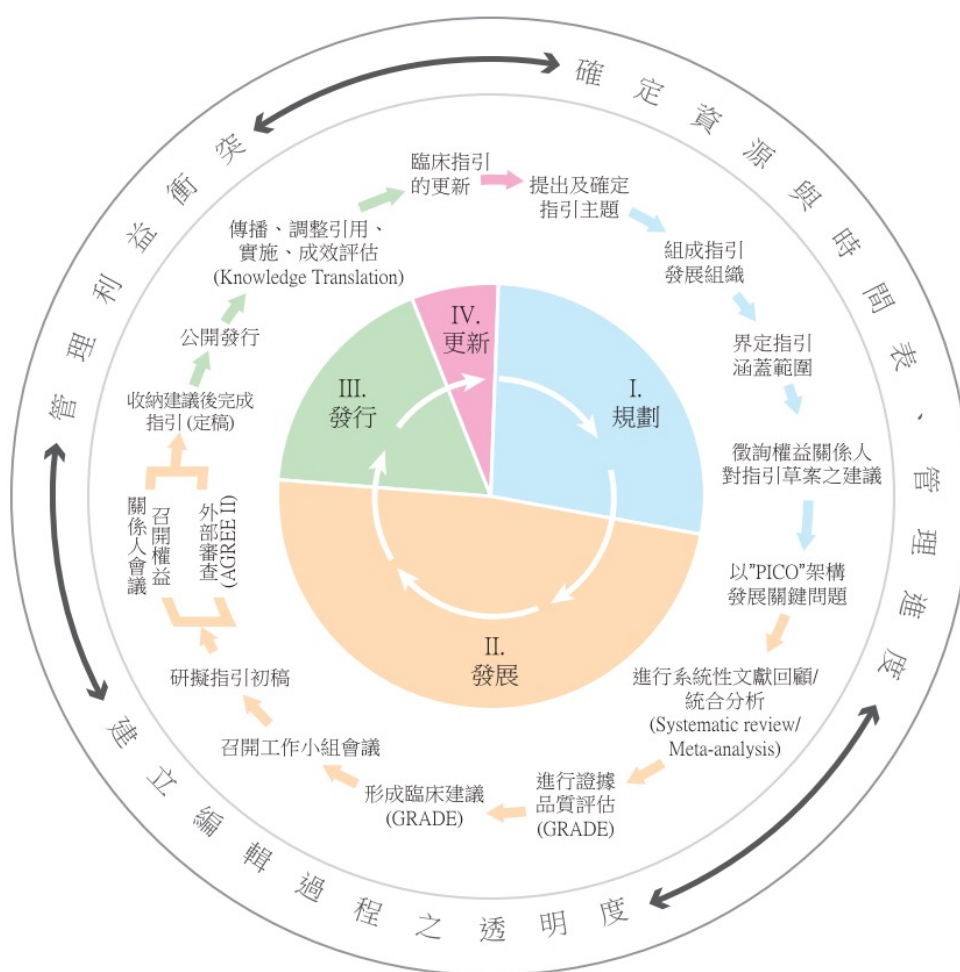 確定資源與時間表、管理進度
建立編輯過程之透明度
管理利益衝突
臨床指引
的更新
提出及確定
指引主題
組成指引
發展組織
界定指引
涵蓋範圍
徵詢權益關係人
對指引草案之建議
以”PICO”架構
發展關鍵問題
進行系統性文獻回顧/
統合分析
(Systematic review/
Meta-analysis)
進行證據
品質評估
(GRADE)
形成臨床建議
(GRADE)
召開工作小組會議
研擬指引初稿
召開權益
關係人會議
外部審查
(AGREE II)
收納建議後完成
指引 (定稿)
公開發行
傳播、調整引用、
實施、成效評估
(Knowledge Translation)
I.
規劃
II.
發展
III.
發行
IV.
更新